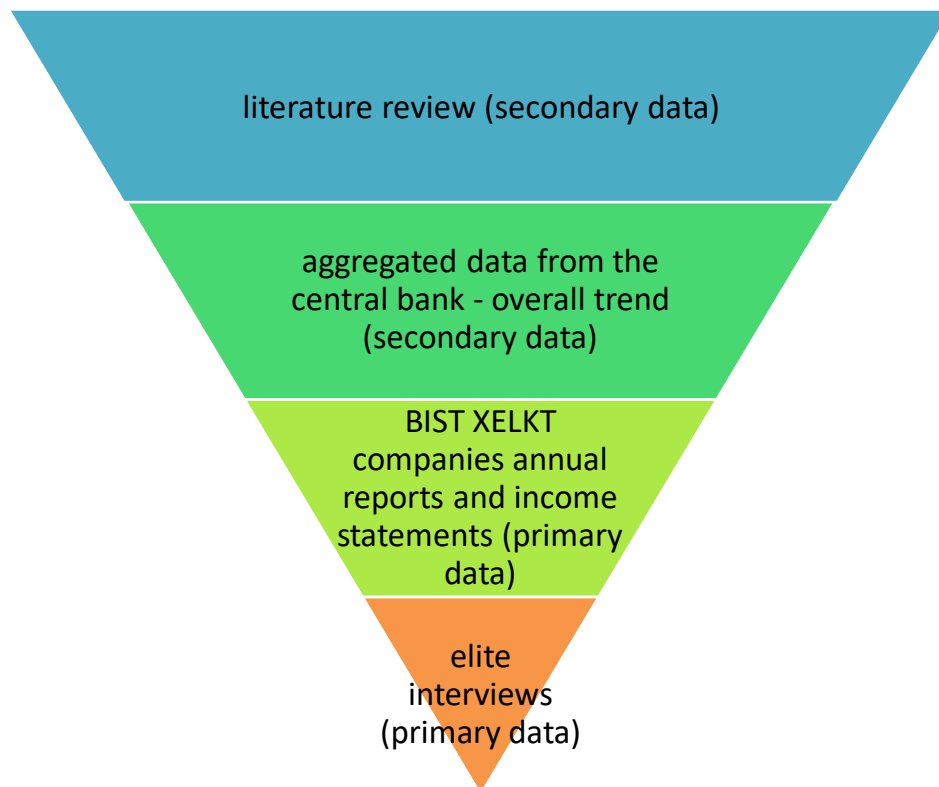 literature review (secondary data)
aggregated data from the
central bank - overall trend
(secondary data)
BIST XELKT
companies annual
reports and income
statements (primary
data)
elite
interviews
(primary data)